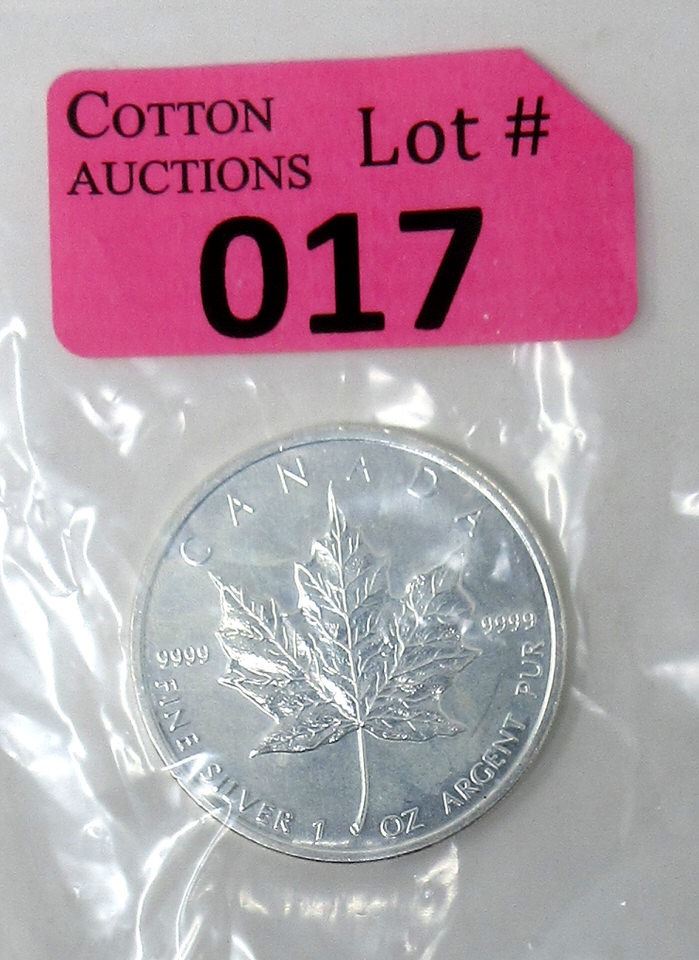 COTTON
AUCTIONS
Lot #
017
CANADA
9999
9999
FINE SILVER 1 OZ ARGENT PUR